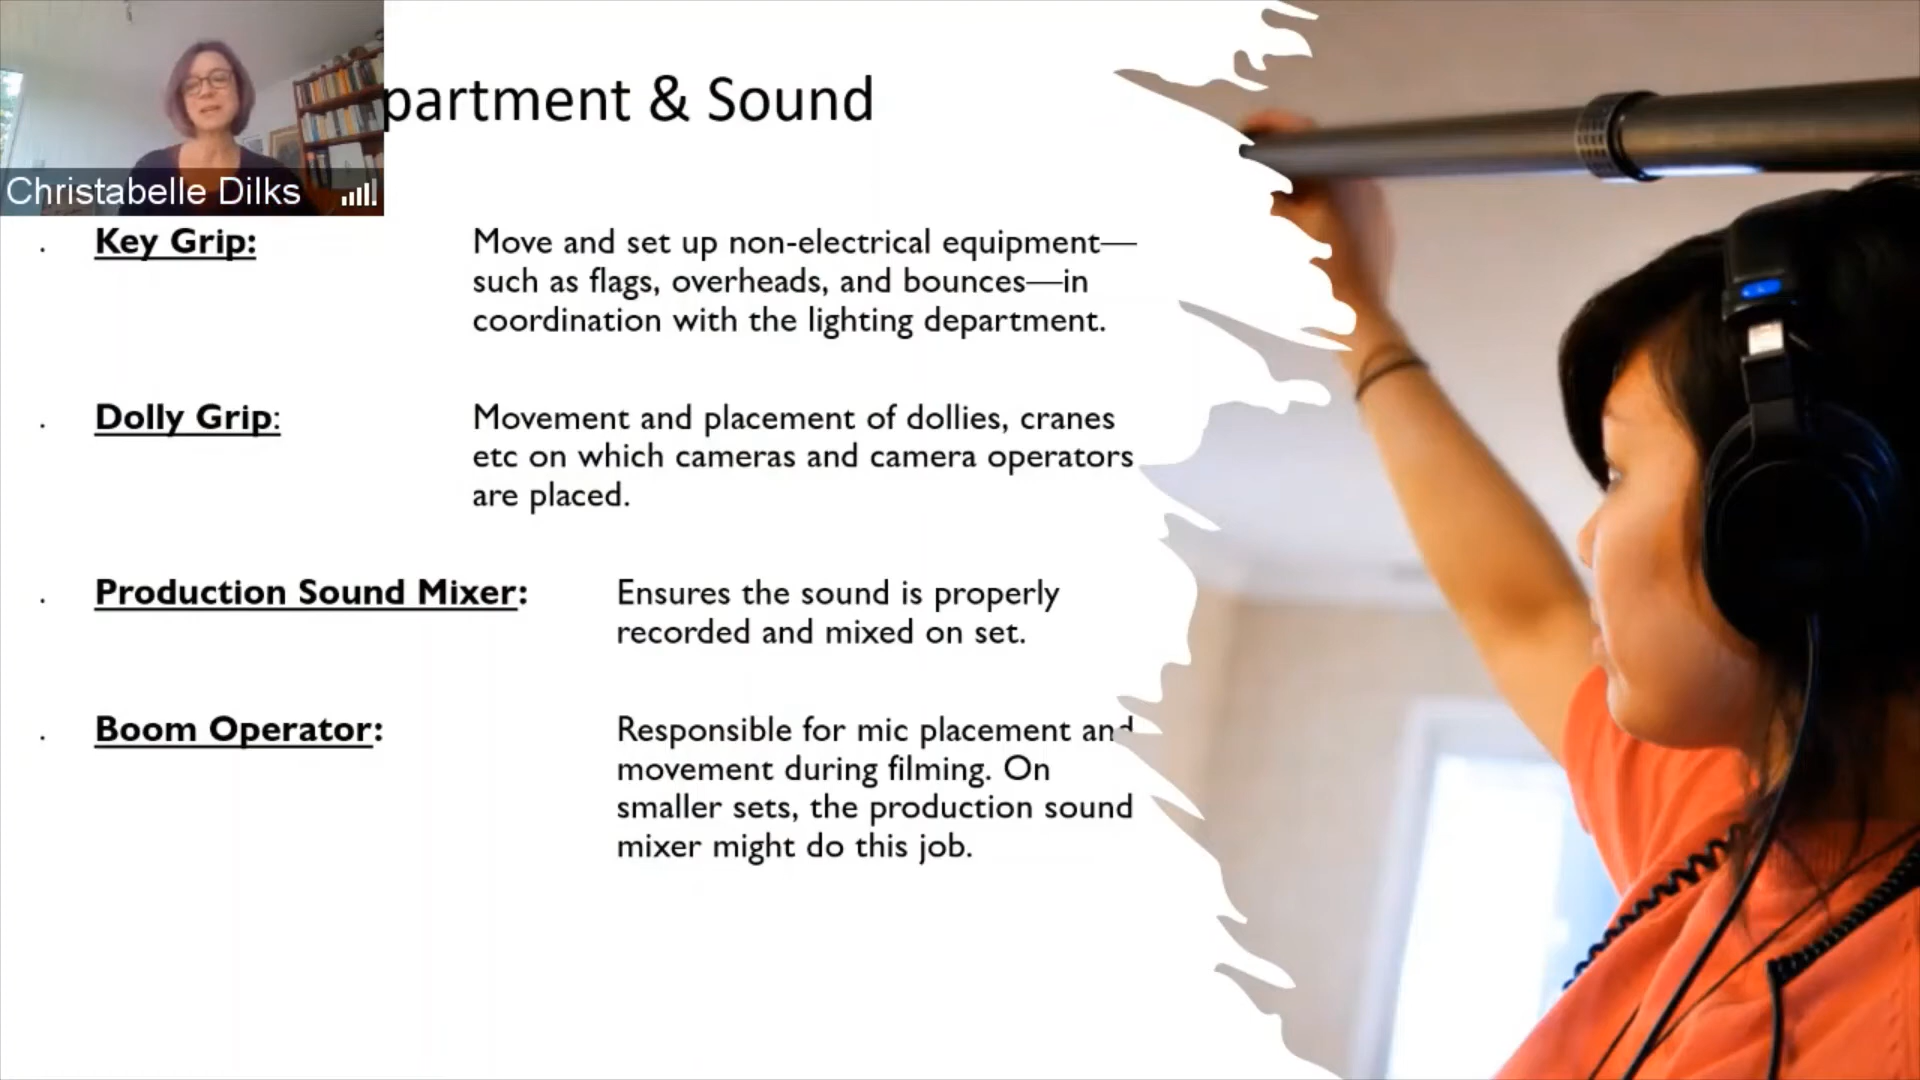 partment & Sound
Christabelle Dilks
. Key Grip: Move and set up non-electrical equipment—
such as flags, overheads, and bounces—in
coordination with the lighting department.
. Dolly Grip: Movement and placement of dollies, cranes
etc on which cameras and camera operators
are placed.
. Production Sound Mixer: Ensures the sound is properly
recorded and mixed on set.
. Boom Operator: Responsible for mic placement and
movement during filming. On
smaller sets, the production sound
mixer might do this job.